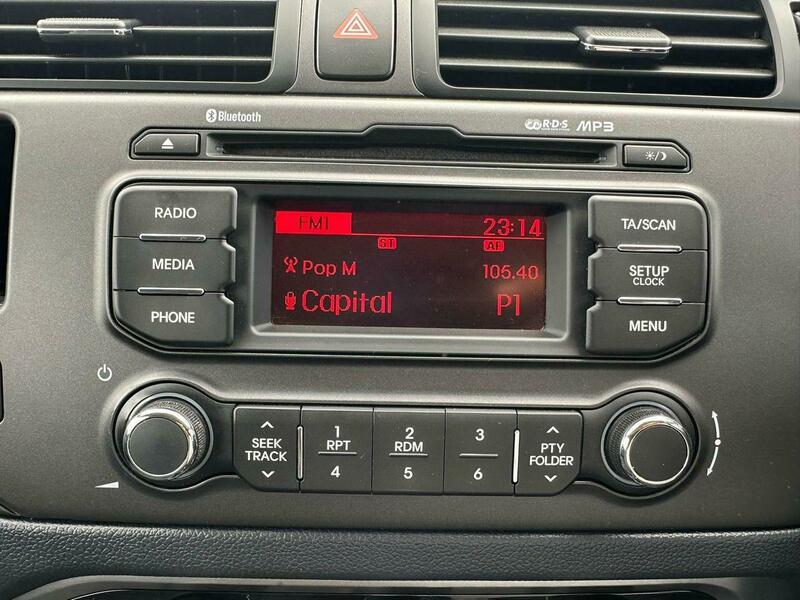 Bluetooth
R·D·S MP3
RADIO
MEDIA
PHONE
FM1 23:14
ST AF
Pop M 105.40
Capital P1
TA/SCAN
SETUP
CLOCK
MENU
SEEK
TRACK
1
RPT
4
2
RDM
5
3
6
PTY
FOLDER